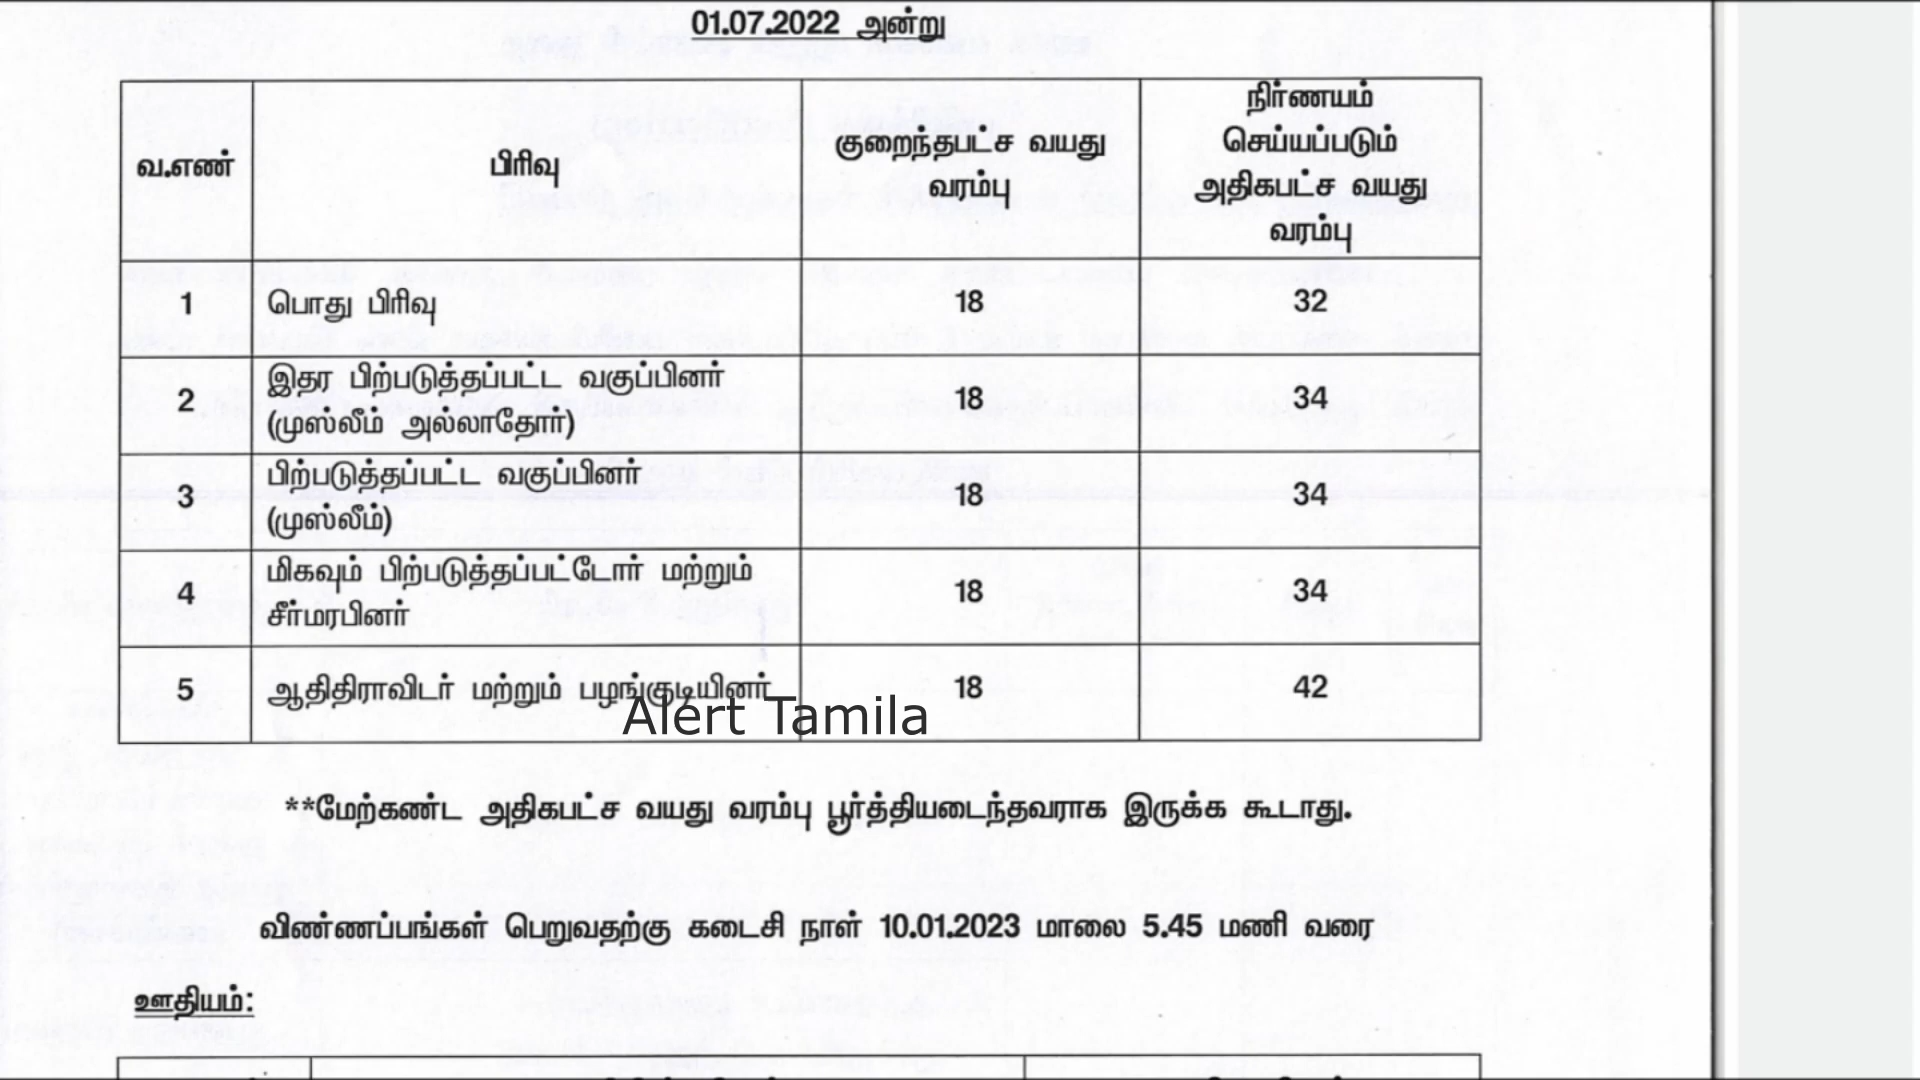 01.07.2022 அன்று
வ.எண் பிரிவு குறைந்தபட்ச வயது வரம்பு நிர்ணயம் செய்யப்படும் அதிகபட்ச வயது வரம்பு
1 பொது பிரிவு 18 32
2 இதர பிற்படுத்தப்பட்ட வகுப்பினர் (முஸ்லீம் அல்லாதோர்) 18 34
3 பிற்படுத்தப்பட்ட வகுப்பினர் (முஸ்லீம்) 18 34
4 மிகவும் பிற்படுத்தப்பட்டோர் மற்றும் சீர்மரபினர் 18 34
5 ஆதிதிராவிடர் மற்றும் பழங்குடியினர் 18 42
Alert Tamila
**மேற்கண்ட அதிகபட்ச வயது வரம்பு பூர்த்தியடைந்தவராக இருக்க கூடாது.
விண்ணப்பங்கள் பெறுவதற்கு கடைசி நாள் 10.01.2023 மாலை 5.45 மணி வரை
ஊதியம்: